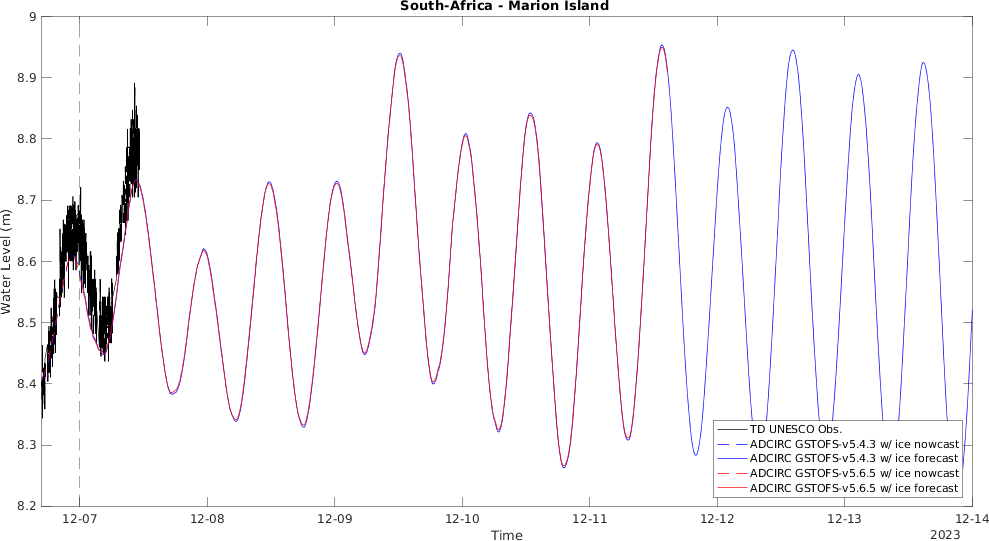 South-Africa - Marion Island
9
8.9
8.8
8.7
8.6
8.5
8.4
8.3
8.2
Water Level (m)
12-07
12-08
12-09
12-10
12-11
12-12
12-13
12-14
Time
2023
TD UNESCO Obs.
ADCIRC GSTOFS-v5.4.3 w/ ice nowcast
ADCIRC GSTOFS-v5.4.3 w/ ice forecast
ADCIRC GSTOFS-v5.6.5 w/ ice nowcast
ADCIRC GSTOFS-v5.6.5 w/ ice forecast